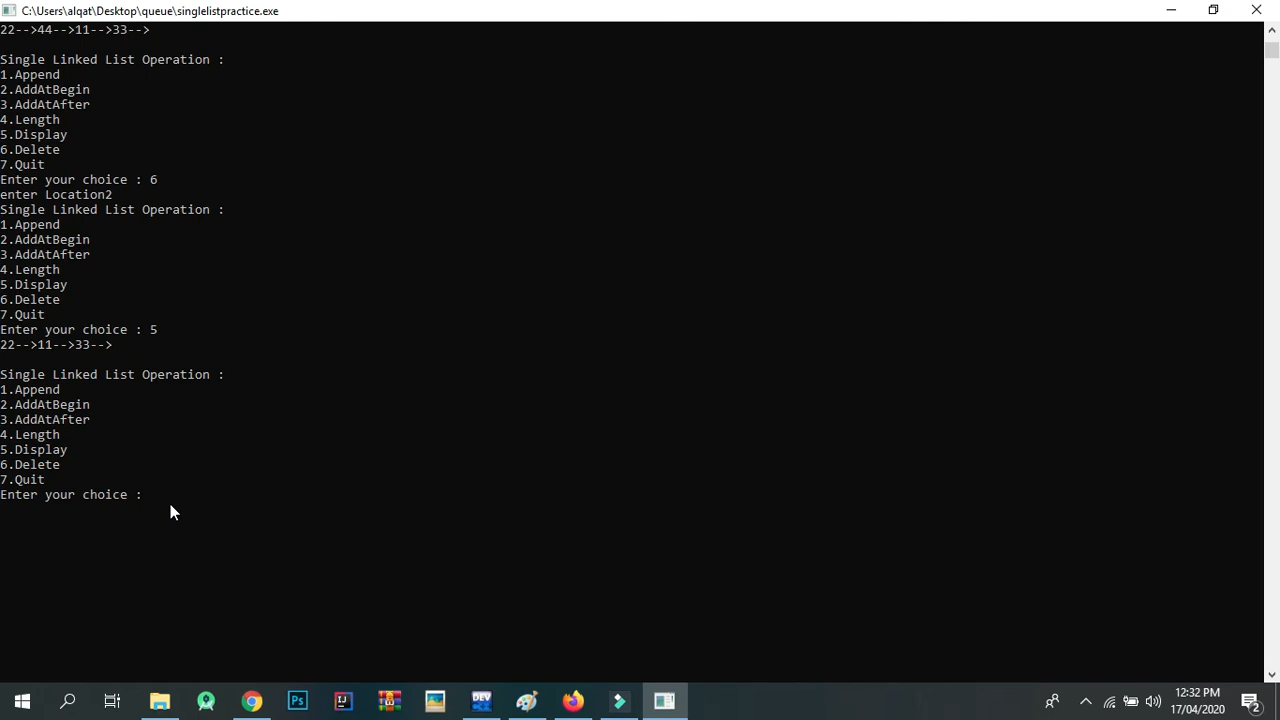 C:\Users\alqat\Desktop\queue\singlelistpractice.exe
22-->44-->11-->33-->
Single Linked List Operation :
1.Append
2.AddAtBegin
3.AddAtAfter
4.Length
5.Display
6.Delete
7.Quit
Enter your choice : 6
enter Location2
Single Linked List Operation :
1.Append
2.AddAtBegin
3.AddAtAfter
4.Length
5.Display
6.Delete
7.Quit
Enter your choice : 5
22-->11-->33-->
Single Linked List Operation :
1.Append
2.AddAtBegin
3.AddAtAfter
4.Length
5.Display
6.Delete
7.Quit
Enter your choice :
Ps
IJ
DEV
12:32 PM
17/04/2020
2